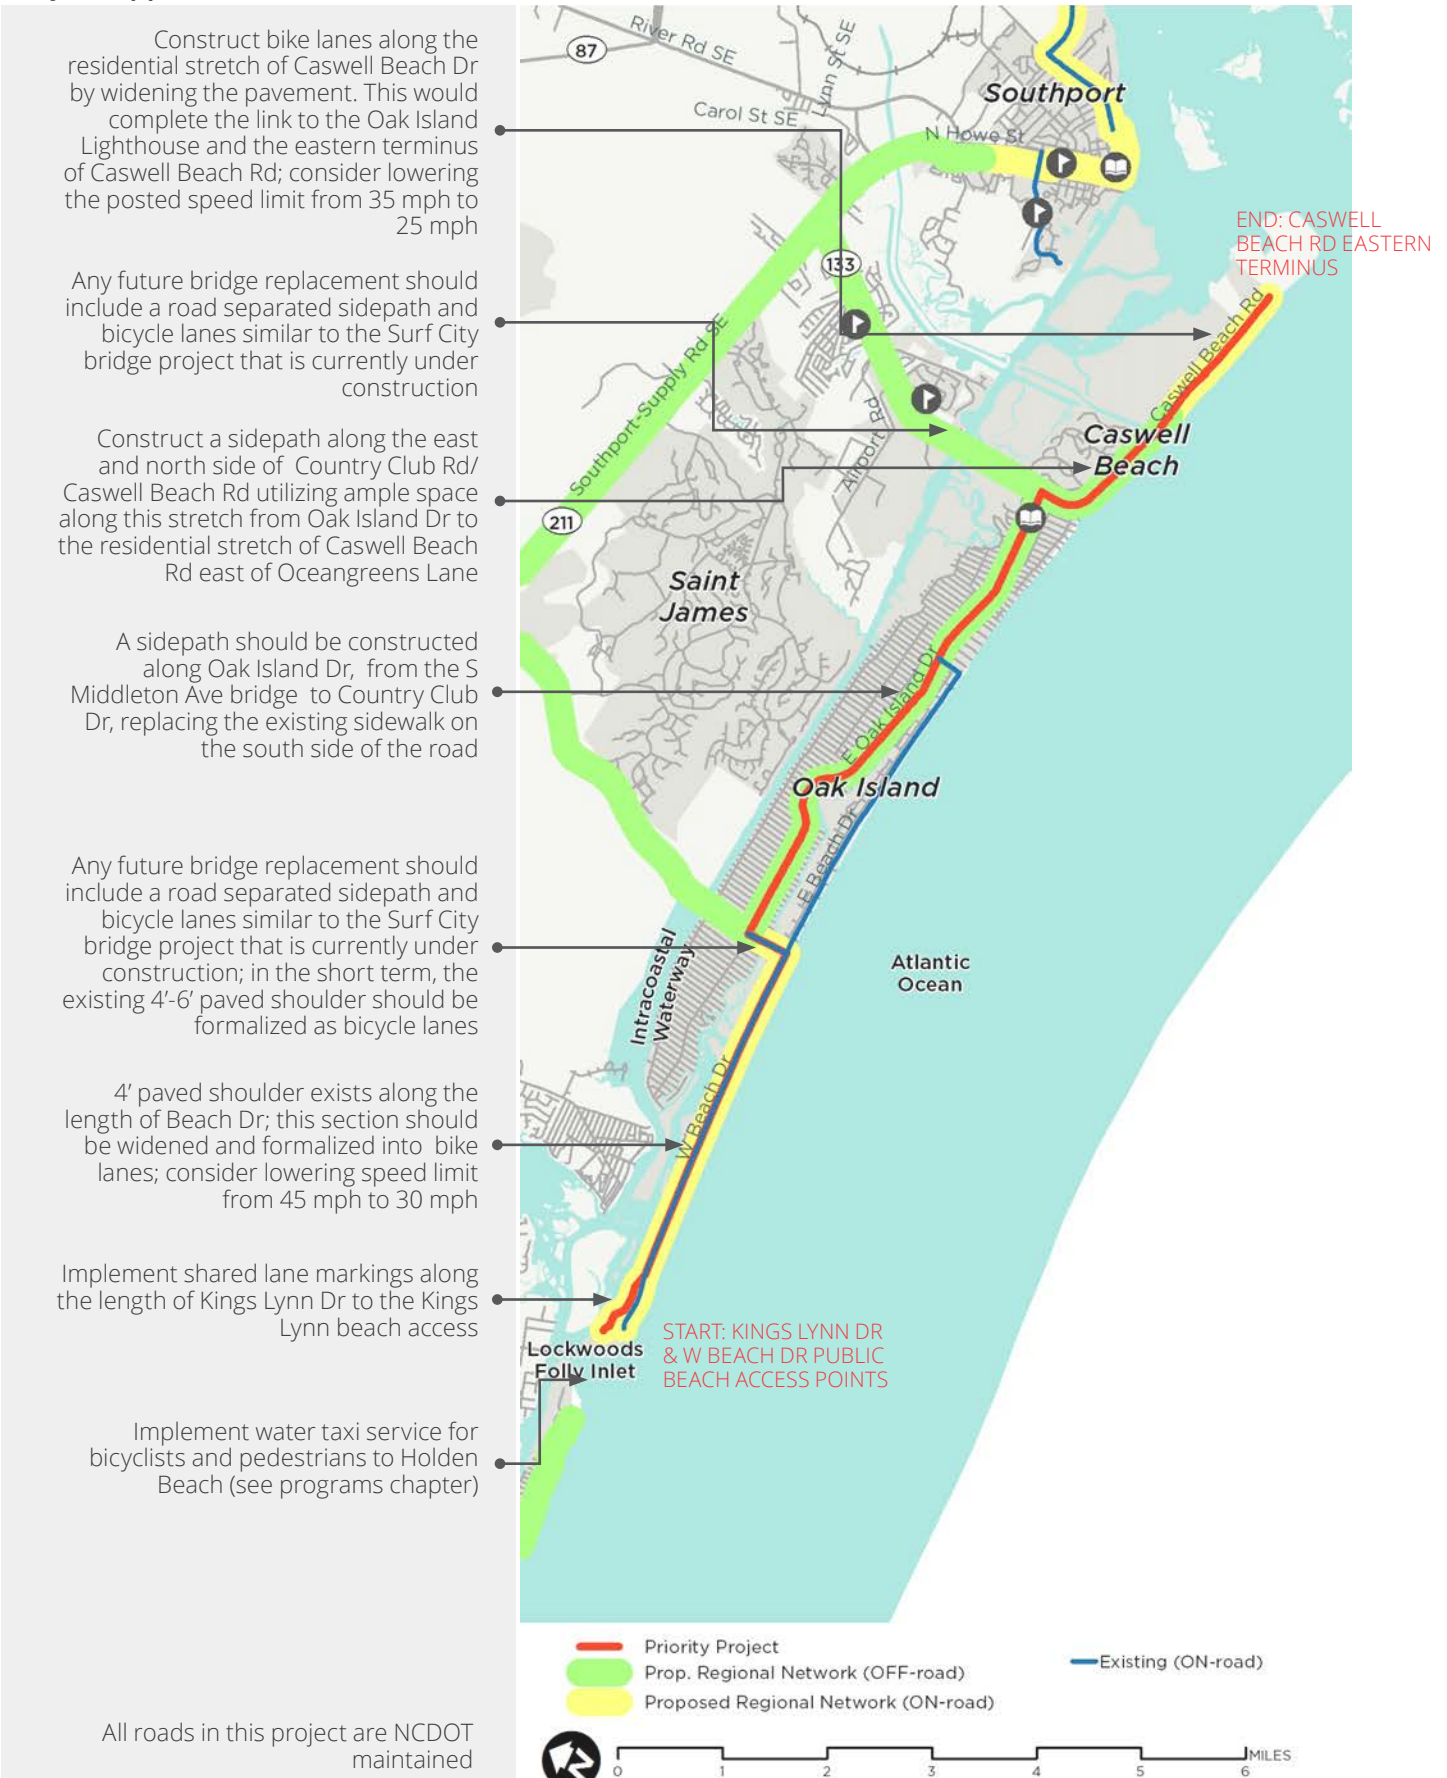 Construct bike lanes along the
residential stretch of Caswell Beach Dr
by widening the pavement. This would
complete the link to the Oak Island
Lighthouse and the eastern terminus
of Caswell Beach Rd; consider lowering
the posted speed limit from 35 mph to
25 mph
Any future bridge replacement should
include a road separated sidepath and
bicycle lanes similar to the Surf City
bridge project that is currently under
construction
Construct a sidepath along the east
and north side of Country Club Rd/
Caswell Beach Rd utilizing ample space
along this stretch from Oak Island Dr to
the residential stretch of Caswell Beach
Rd east of Oceangreens Lane
A sidepath should be constructed
along Oak Island Dr, from the S
Middleton Ave bridge to Country Club
Dr, replacing the existing sidewalk on
the south side of the road
Any future bridge replacement should
include a road separated sidepath and
bicycle lanes similar to the Surf City
bridge project that is currently under
construction; in the short term, the
existing 4’-6’ paved shoulder should be
formalized as bicycle lanes
4’ paved shoulder exists along the
length of Beach Dr; this section should
be widened and formalized into bike
lanes; consider lowering speed limit
from 45 mph to 30 mph
Implement shared lane markings along
the length of Kings Lynn Dr to the Kings
Lynn beach access
Implement water taxi service for
bicyclists and pedestrians to Holden
Beach (see programs chapter)
All roads in this project are NCDOT
maintained
87
River Rd SE
Lynn St SE
Carol St SE
Southport
N Howe St
133
END: CASWELL
BEACH RD EASTERN
TERMINUS
Caswell Beach Rd
Southport-Supply Rd SE
Airport Rd
Caswell
Beach
211
Saint
James
E Oak Island Dr
Oak Island
E Beach Dr
Intracoastal
Waterway
Atlantic
Ocean
W Beach Dr
START: KINGS LYNN DR
& W BEACH DR PUBLIC
BEACH ACCESS POINTS
Lockwoods
Folly Inlet
Priority Project
Prop. Regional Network (OFF-road)
Proposed Regional Network (ON-road)
Existing (ON-road)
Z
0 1 2 3 4 5 6 MILES